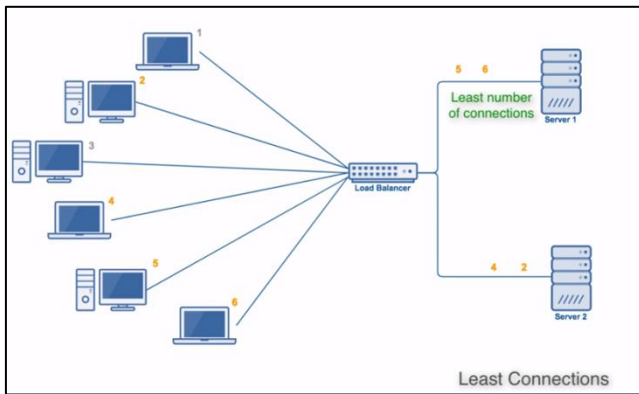 1
2
3
4
5
6
Load Balancer
5 6
Least number
of connections
Server 1
4 2
Server 2
Least Connections